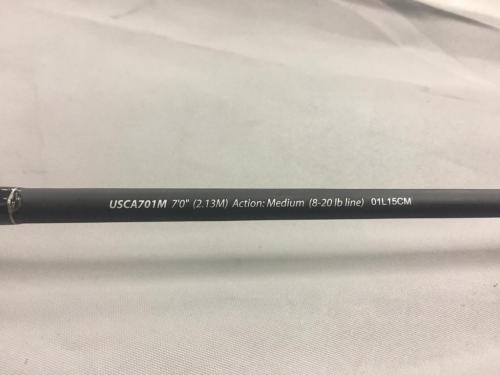 USCA701M 7'0" (2.13M) Action: Medium (8-20 lb line) 01L15CM